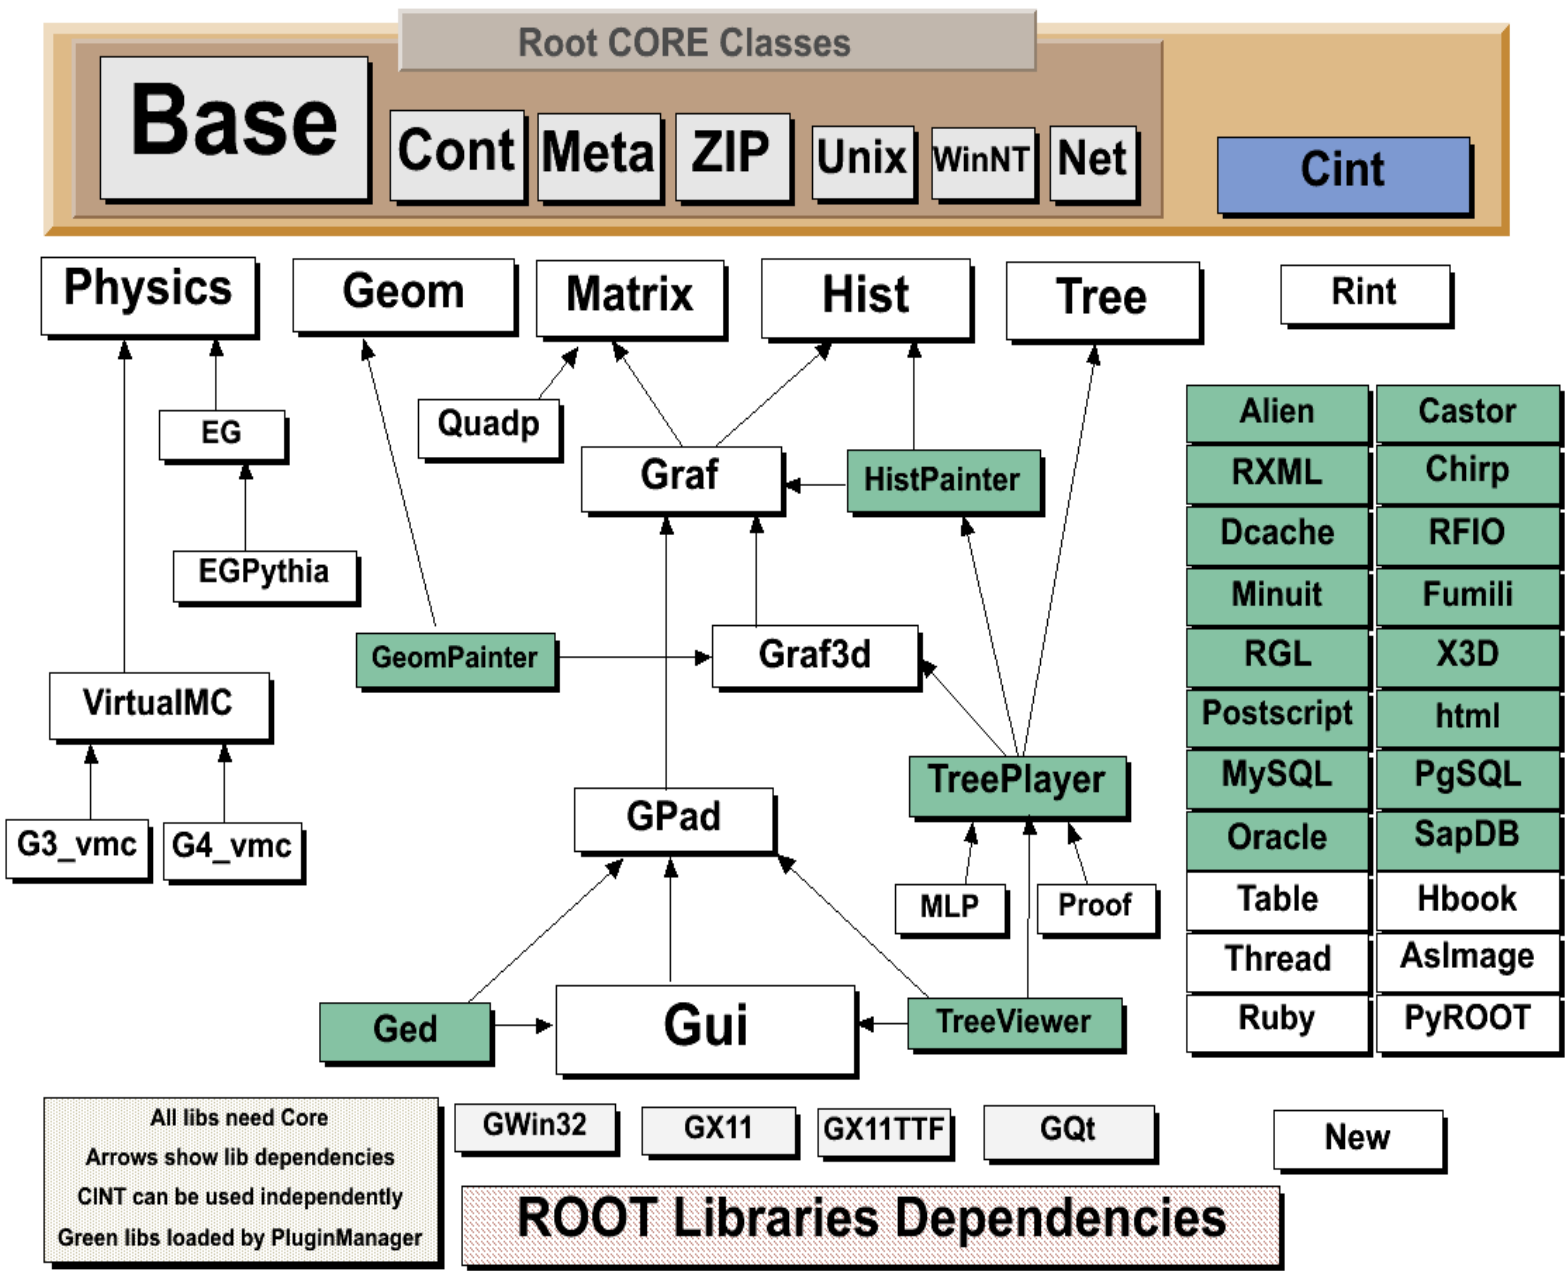 Root CORE Classes
Base
Cont
Meta
ZIP
Unix
WinNT
Net
Cint
Physics
Geom
Matrix
Hist
Tree
Rint
EG
Quadp
Graf
HistPainter
EGPythia
GeomPainter
Graf3d
VirtualMC
TreePlayer
GPad
G3_vmc
G4_vmc
MLP
Proof
Ged
Gui
TreeViewer
Alien
Castor
RXML
Chirp
Dcache
RFIO
Minuit
Fumili
RGL
X3D
Postscript
html
MySQL
PgSQL
Oracle
SapDB
Table
Hbook
Thread
AsImage
Ruby
PyROOT
All libs need Core
Arrows show lib dependencies
CINT can be used independently
Green libs loaded by PluginManager
GWin32
GX11
GX11TTF
GQt
New
ROOT Libraries Dependencies